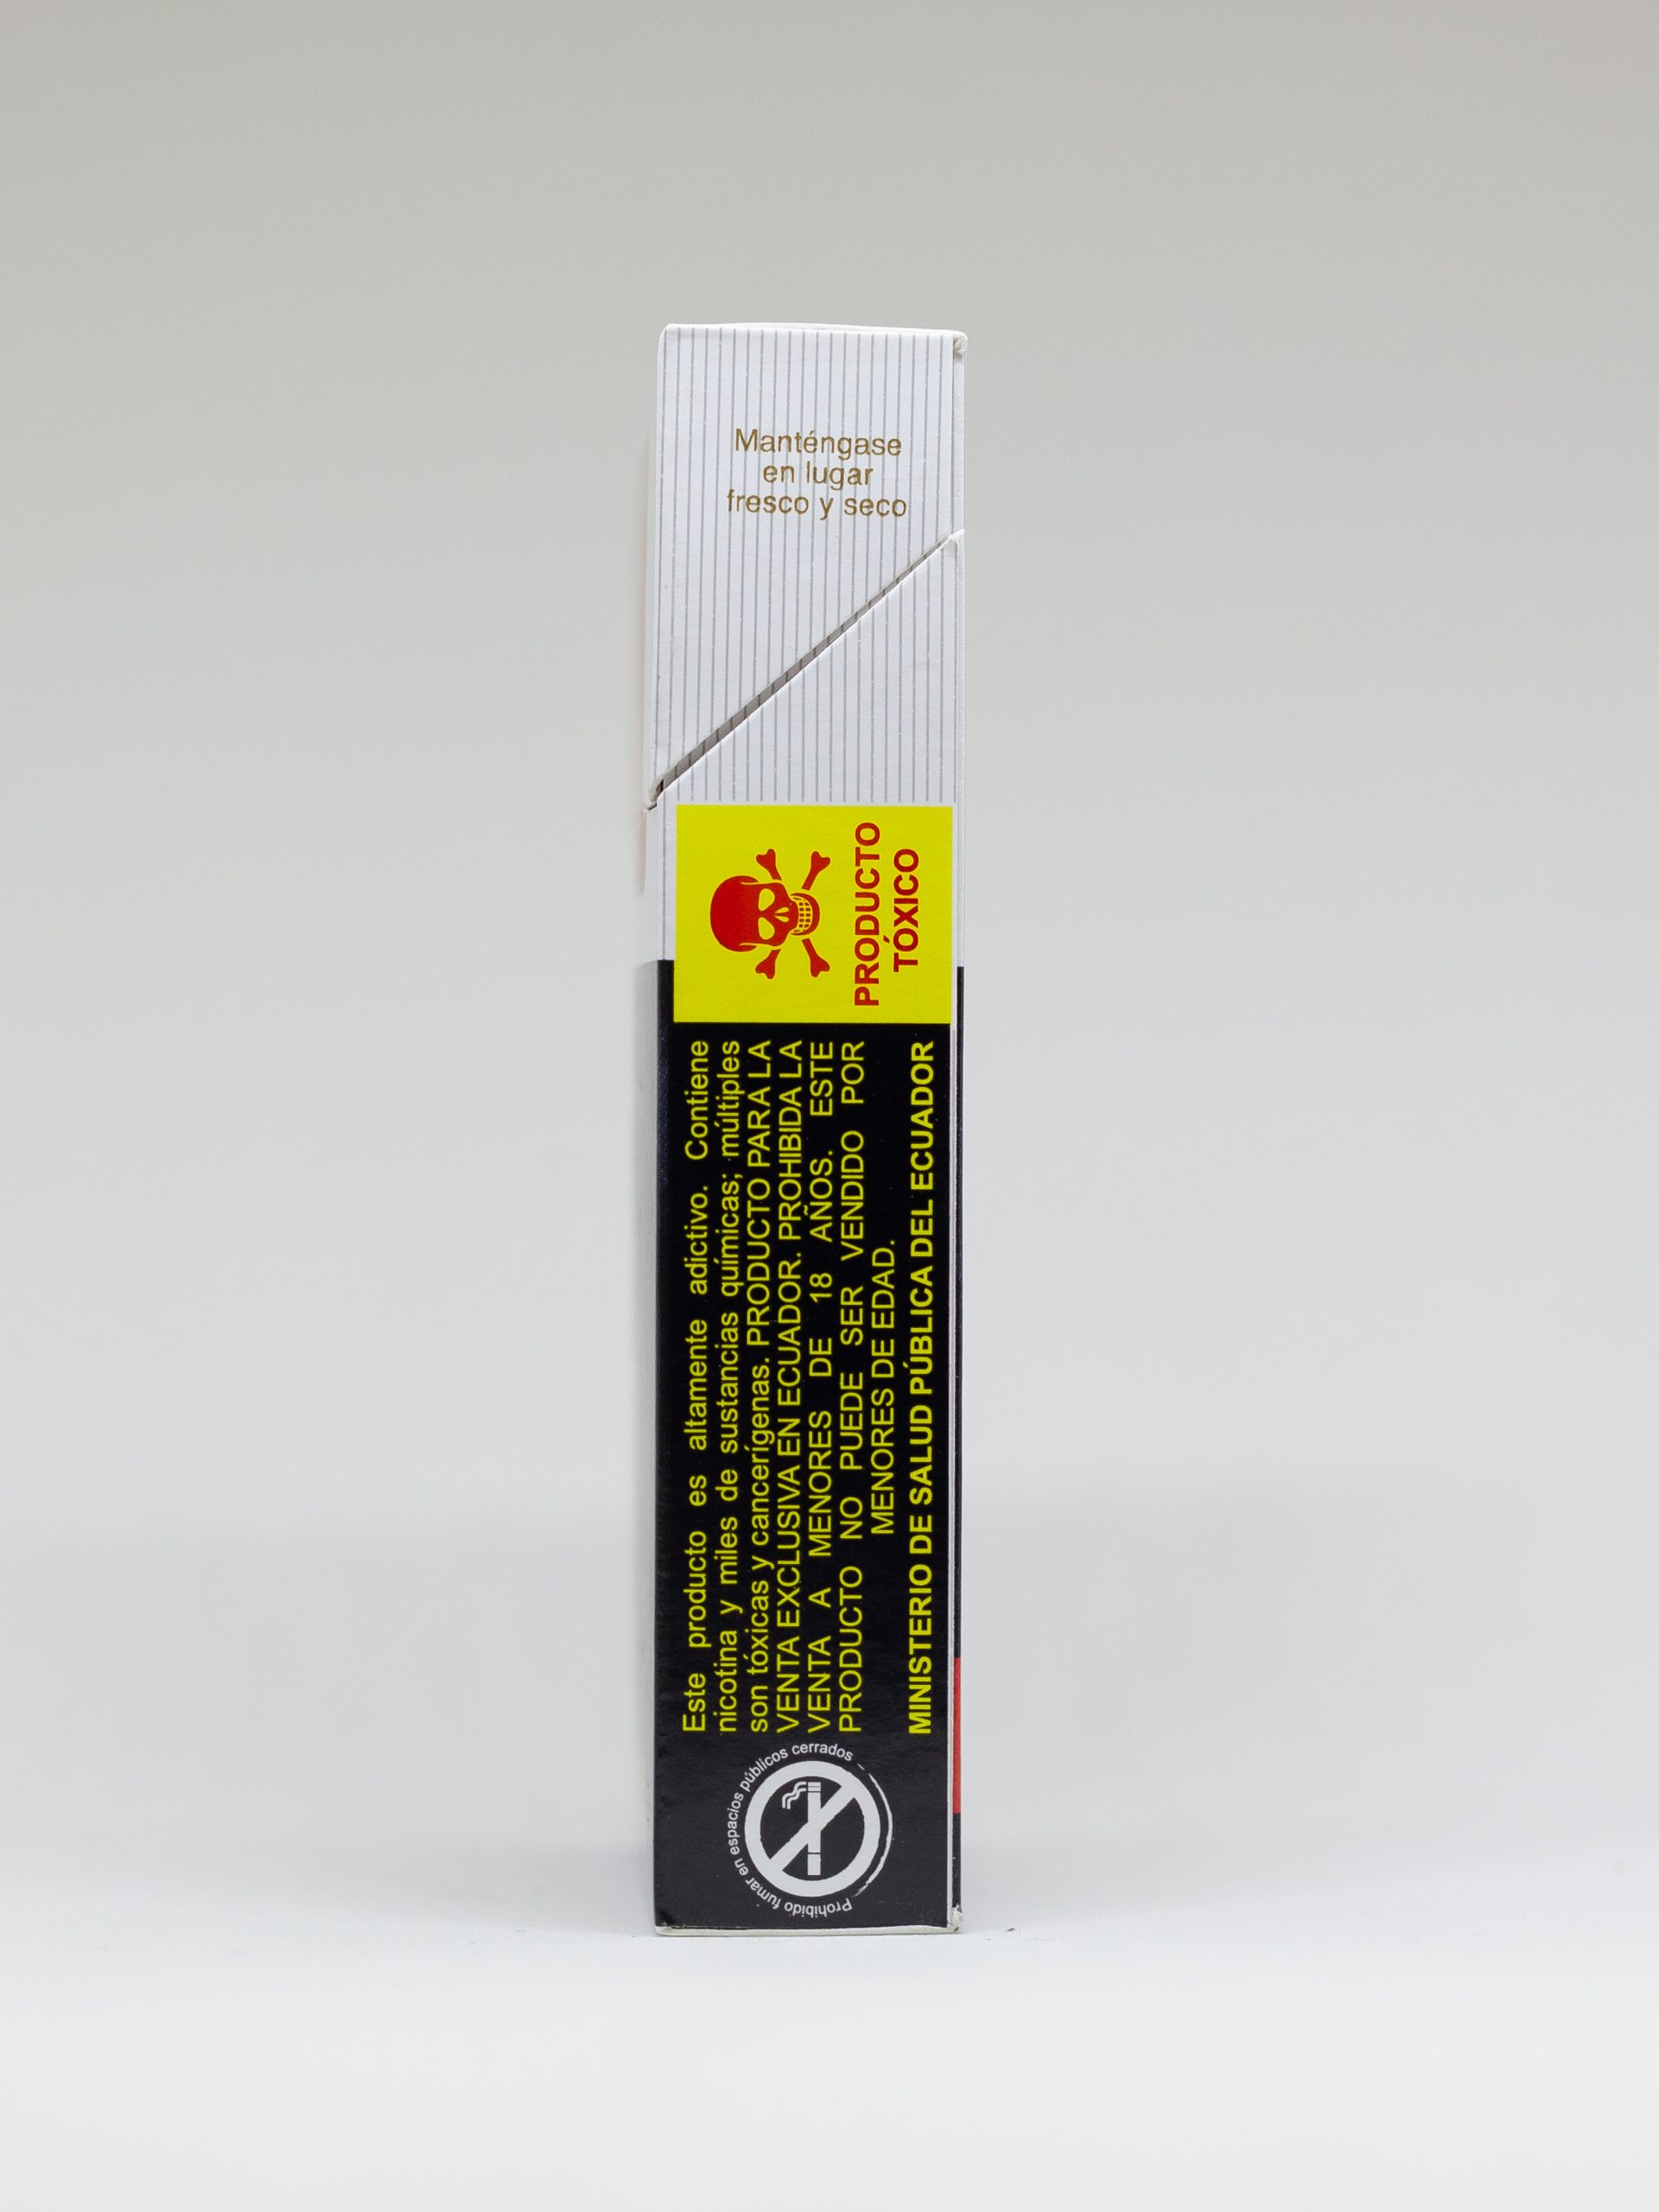 Manténgase
en lugar
fresco y seco
PRODUCTO
TÓXICO
Este producto es altamente adictivo. Contiene
nicotina y miles de sustancias químicas; múltiples
son tóxicas y cancerígenas. PRODUCTO PARA LA
VENTA EXCLUSIVA EN ECUADOR. PROHIBIDA LA
VENTA A MENORES DE 18 AÑOS. ESTE
PRODUCTO NO PUEDE SER VENDIDO POR
MENORES DE EDAD.
MINISTERIO DE SALUD PÚBLICA DEL ECUADOR
Prohibido fumar en espacios públicos cerrados